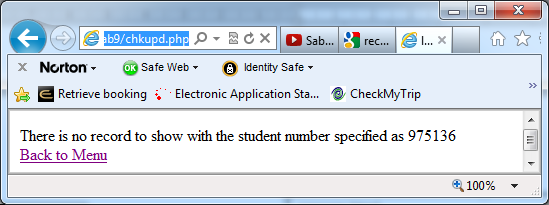 ab9/chkupd.php
Sab...
rec...
I...
Norton
OK Safe Web
Identity Safe
Retrieve booking
Electronic Application Sta...
CheckMyTrip
There is no record to show with the student number specified as 975136
Back to Menu
100%